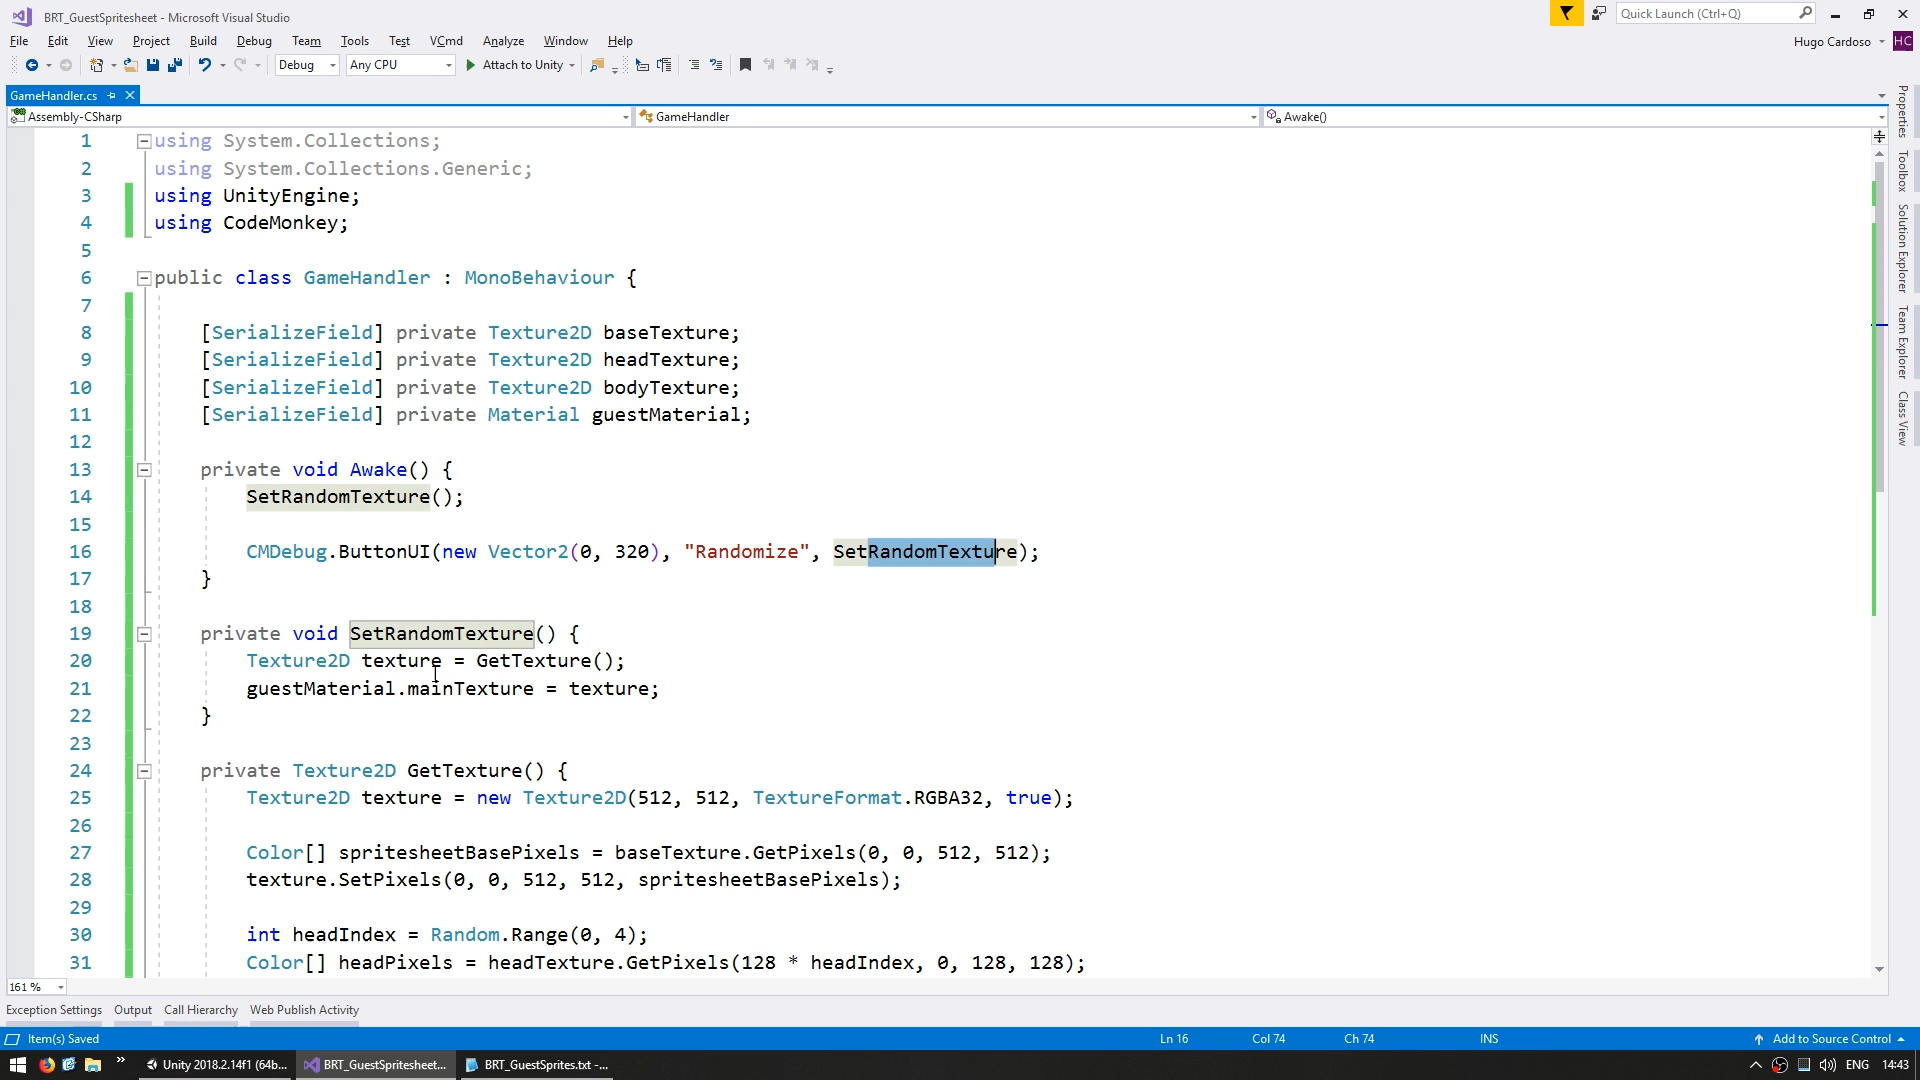 BRT_GuestSpritesheet - Microsoft Visual Studio
Quick Launch (Ctrl+Q)
File Edit View Project Build Debug Team Tools Test VCmd Analyze Window Help
Hugo Cardoso HC
Debug Any CPU Attach to Unity
GameHandler.cs
Assembly-CSharp GameHandler Awake()
1 using System.Collections;
2 using System.Collections.Generic;
3 using UnityEngine;
4 using CodeMonkey;
5
6 public class GameHandler : MonoBehaviour {
7
8 [SerializeField] private Texture2D baseTexture;
9 [SerializeField] private Texture2D headTexture;
10 [SerializeField] private Texture2D bodyTexture;
11 [SerializeField] private Material guestMaterial;
12
13 private void Awake() {
14 SetRandomTexture();
15
16 CMDebug.ButtonUI(new Vector2(0, 320), "Randomize", SetRandomTexture);
17 }
18
19 private void SetRandomTexture() {
20 Texture2D texture = GetTexture();
21 guestMaterial.mainTexture = texture;
22 }
23
24 private Texture2D GetTexture() {
25 Texture2D texture = new Texture2D(512, 512, TextureFormat.RGBA32, true);
26
27 Color[] spritesheetBasePixels = baseTexture.GetPixels(0, 0, 512, 512);
28 texture.SetPixels(0, 0, 512, 512, spritesheetBasePixels);
29
30 int headIndex = Random.Range(0, 4);
31 Color[] headPixels = headTexture.GetPixels(128 * headIndex, 0, 128, 128);
Properties
Toolbox
Solution Explorer
Team Explorer
Class View
161 %
Exception Settings Output Call Hierarchy Web Publish Activity
Item(s) Saved Ln 16 Col 74 Ch 74 INS Add to Source Control
Unity 2018.2.14f1 (64b... BRT_GuestSpritesheet... BRT_GuestSprites.txt -... ENG 14:43